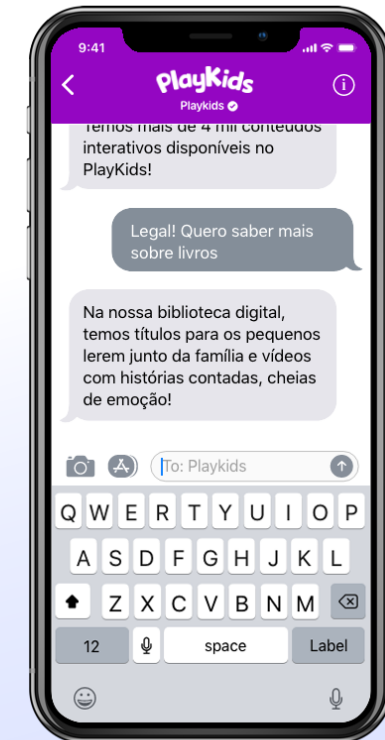 9:41
PlayKids
Playkids
Temos mais de 4 mil conteúdos
interativos disponíveis no
PlayKids!
Legal! Quero saber mais
sobre livros
Na nossa biblioteca digital,
temos títulos para os pequenos
lerem junto da família e vídeos
com histórias contadas, cheias
de emoção!
To: Playkids
Q W E R T Y U I O P
A S D F G H J K L
Z X C V B N M
12 space Label